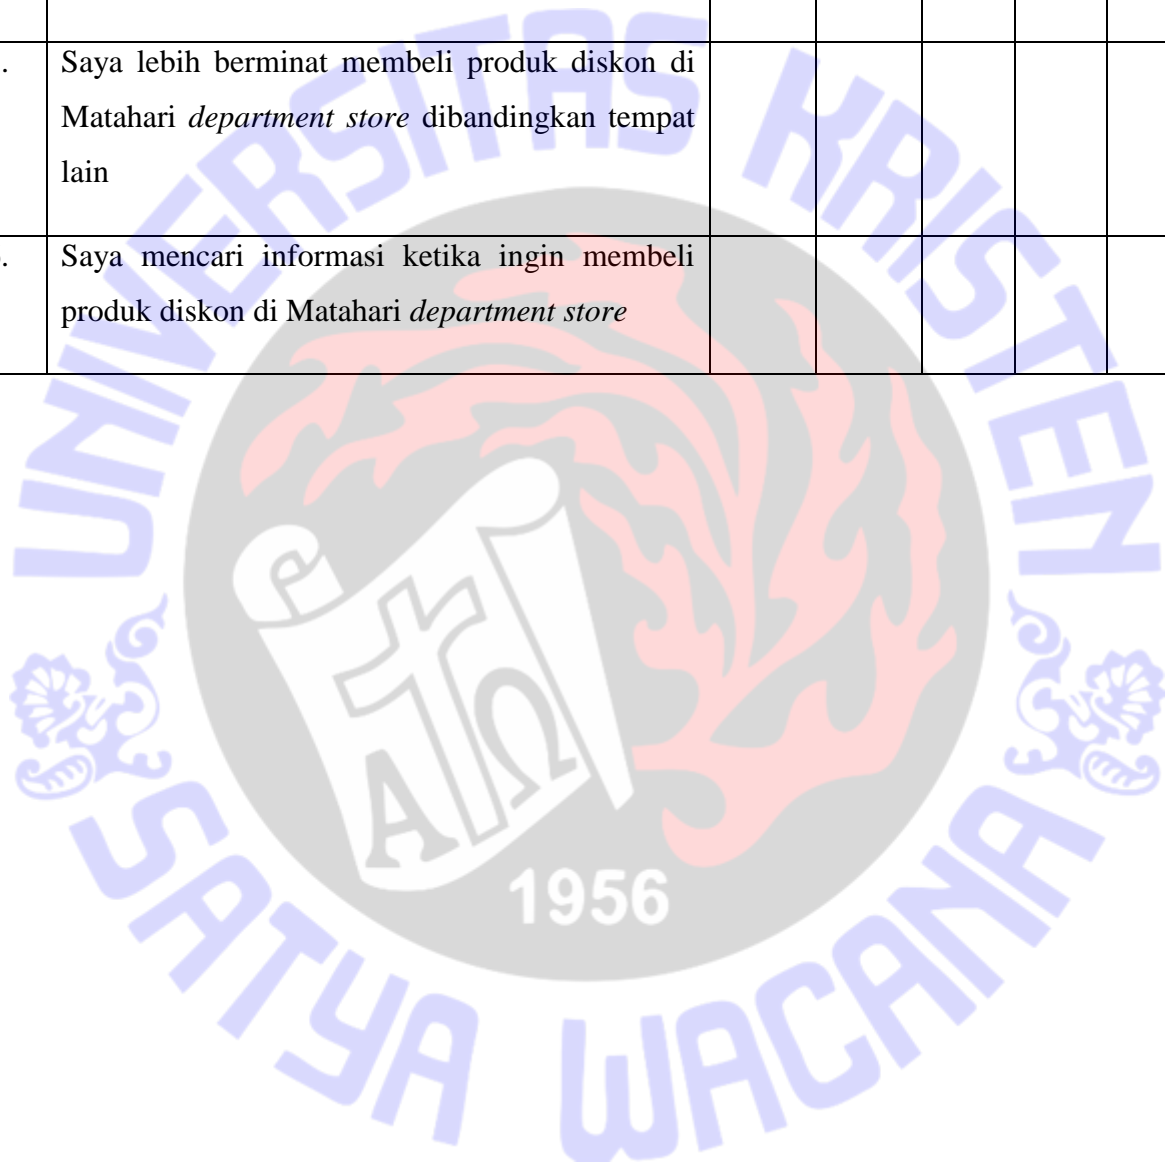 Saya lebih berminat membeli produk diskon di
Matahari department store dibandingkan tempat
lain
Saya mencari informasi ketika ingin membeli
produk diskon di Matahari department store
UNIVERSITAS KRISTEN
SATYA WACANA
Α Ω
1956